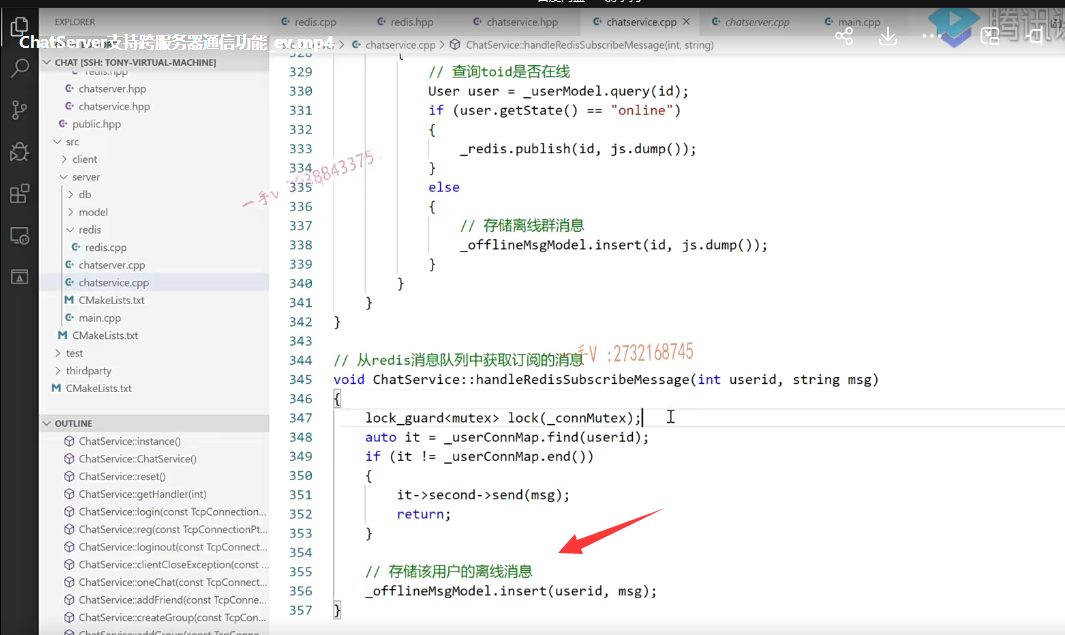 redis.cpp
redis.hpp
chatservice.hpp
chatservice.cpp
chatserver.cpp
main.cpp
EXPLORER
ChatServer支持跨服务器通信功能_ev.mp4
chatservice.cpp > ChatService::handleRedisSubscribeMessage(int, string)
CHAT [SSH: TONY-VIRTUAL-MACHINE]
redis.hpp
chatserver.hpp
chatservice.hpp
public.hpp
src
client
server
db
model
redis
redis.cpp
chatserver.cpp
chatservice.cpp
CMakeLists.txt
main.cpp
CMakeLists.txt
test
thirdparty
CMakeLists.txt
OUTLINE
ChatService::instance()
ChatService::ChatService()
ChatService::reset()
ChatService::getHandler(int)
ChatService::login(const TcpConnection...
ChatService::reg(const TcpConnectionPt...
ChatService::loginout(const TcpConnect...
ChatService::clientCloseException(const ...
ChatService::oneChat(const TcpConnecti...
ChatService::addFriend(const TcpConne...
ChatService::createGroup(const TcpCon...
328 {
329 // 查询toid是否在线
330 User user = _userModel.query(id);
331 if (user.getState() == "online")
332 {
333 _redis.publish(id, js.dump());
334 }
335 else
336 {
337 // 存储离线群消息
338 _offlineMsgModel.insert(id, js.dump());
339 }
340 }
341 }
342 }
343
344 // 从redis消息队列中获取订阅的消息
345 void ChatService::handleRedisSubscribeMessage(int userid, string msg)
346 {
347 lock_guard<mutex> lock(_connMutex);
348 auto it = _userConnMap.find(userid);
349 if (it != _userConnMap.end())
350 {
351 it->second->send(msg);
352 return;
353 }
354
355 // 存储该用户的离线消息
356 _offlineMsgModel.insert(userid, msg);
357 }
一手V :2732168745